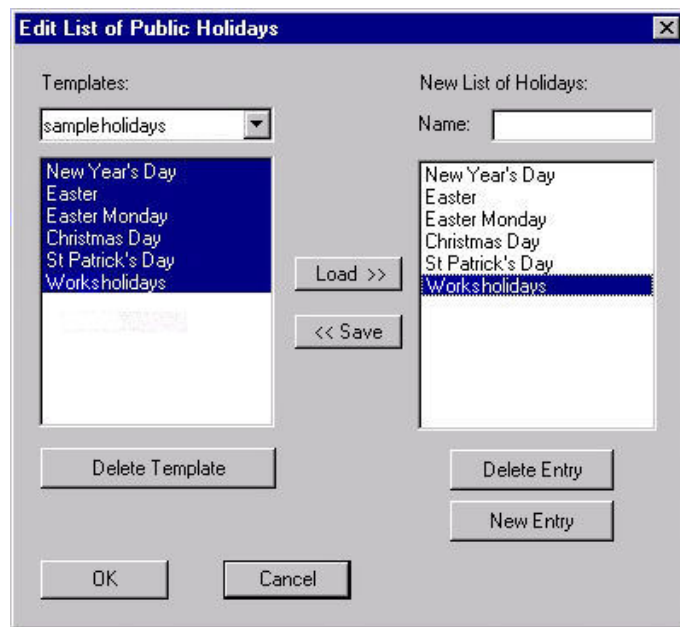 Edit List of Public Holidays
Templates:
sampleholidays
New Year's Day
Easter
Easter Monday
Christmas Day
St Patrick's Day
Worksholidays
Load >>
<< Save
New List of Holidays:
Name:
New Year's Day
Easter
Easter Monday
Christmas Day
St Patrick's Day
Worksholidays
Delete Template
Delete Entry
New Entry
OK
Cancel